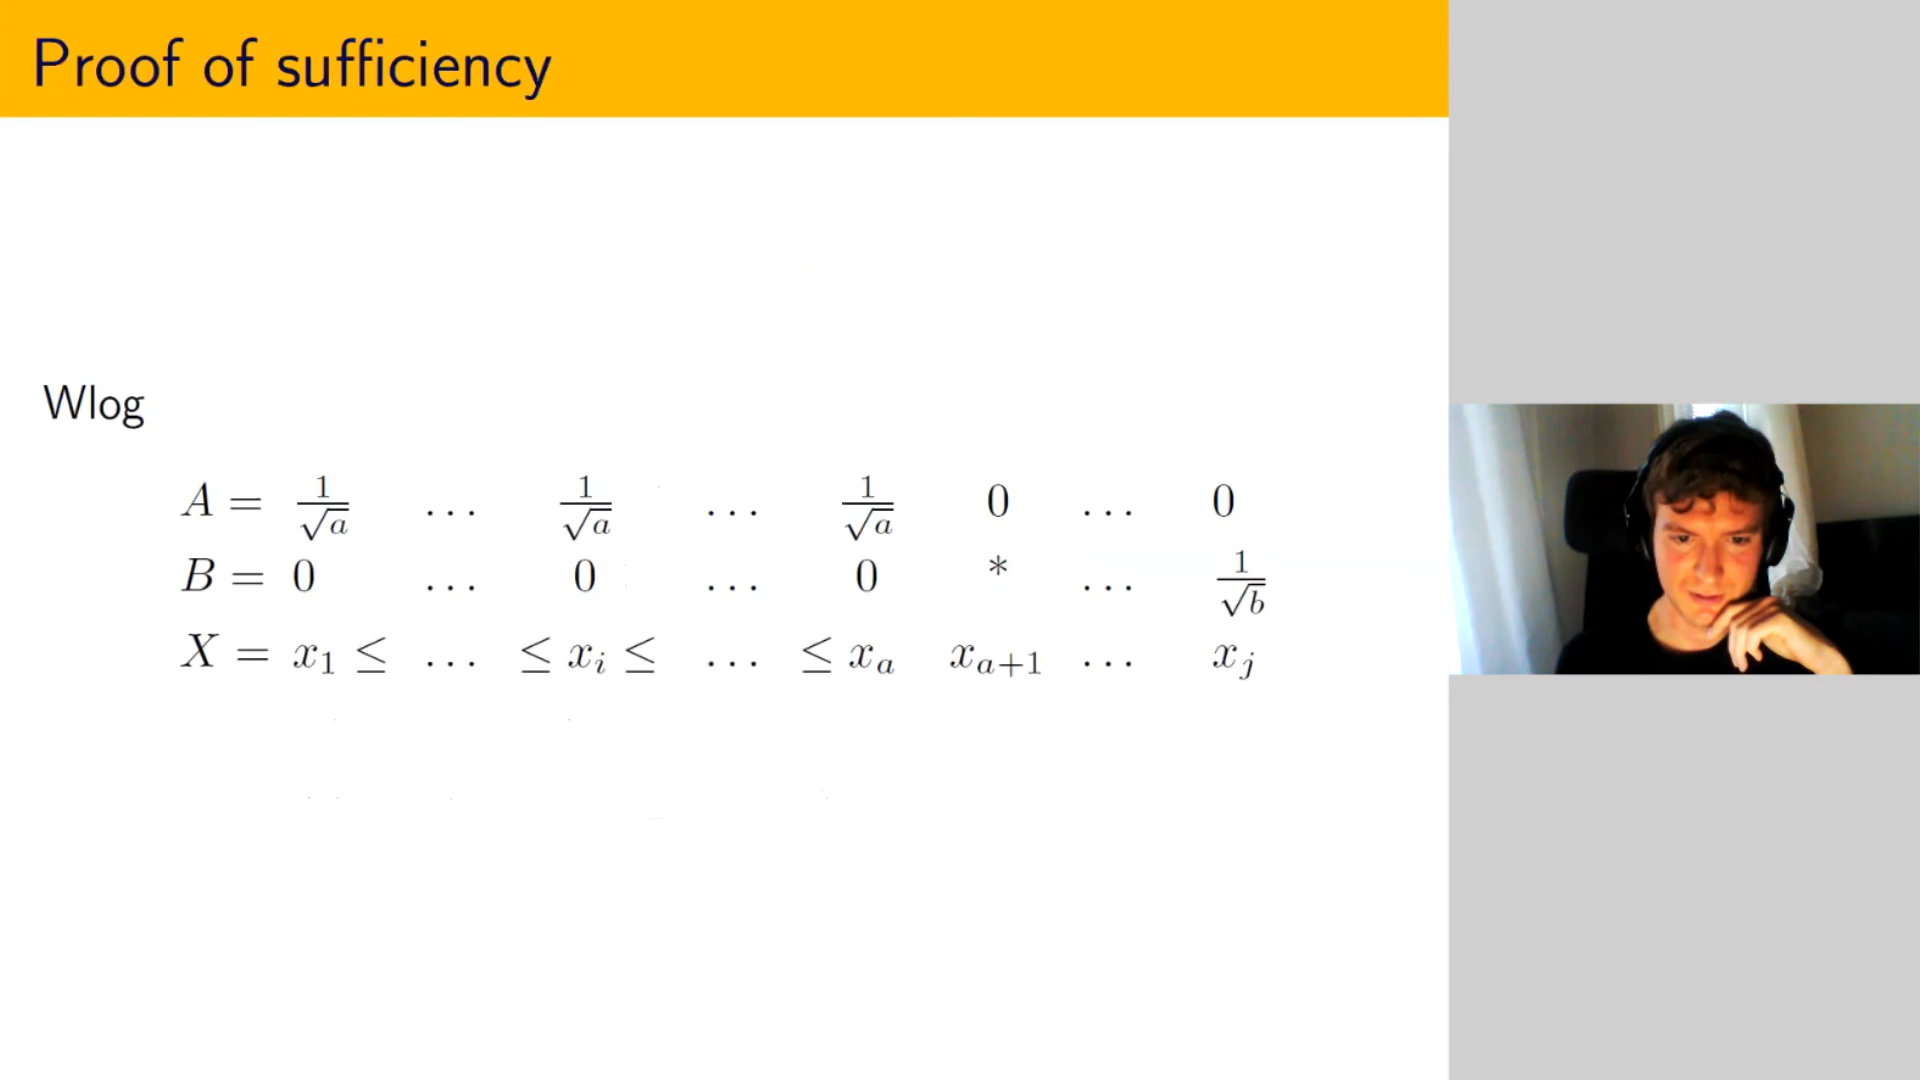 Proof of sufficiency
Wlog
A = 1/√a … 1/√a … 1/√a 0 … 0
B = 0 … 0 … 0 * … 1/√b
X = x₁ ≤ … ≤ xᵢ ≤ … ≤ xₐ xₐ₊₁ … xⱼ